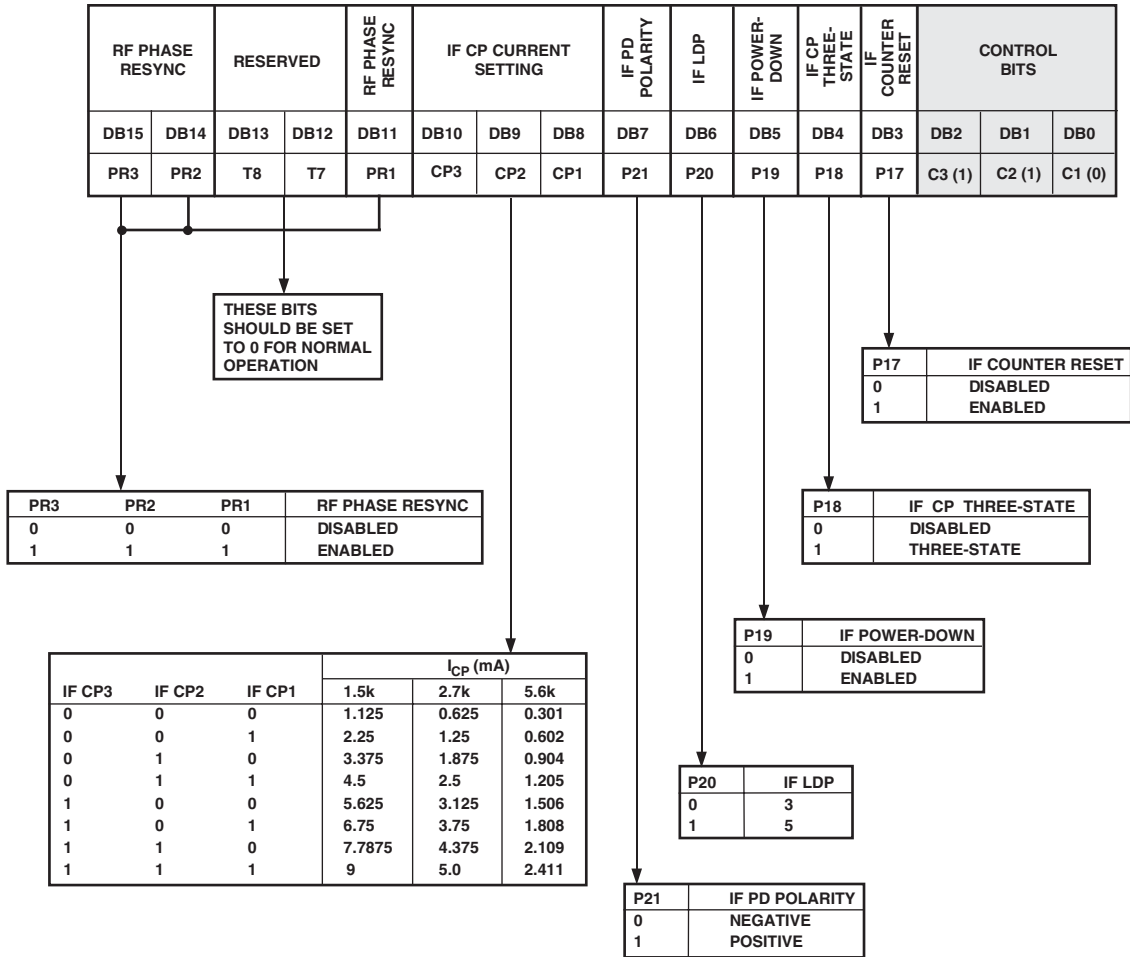 RF PHASE RESYNC
RESERVED
RF PHASE RESYNC
IF CP CURRENT SETTING
IF PD POLARITY
IF LDP
IF POWER-DOWN
IF CP THREE-STATE
IF COUNTER RESET
CONTROL BITS
DB15 DB14 DB13 DB12 DB11 DB10 DB9 DB8 DB7 DB6 DB5 DB4 DB3 DB2 DB1 DB0
PR3 PR2 T8 T7 PR1 CP3 CP2 CP1 P21 P20 P19 P18 P17 C3 (1) C2 (1) C1 (0)
THESE BITS
SHOULD BE SET
TO 0 FOR NORMAL
OPERATION
P17 IF COUNTER RESET
0 DISABLED
1 ENABLED
PR3 PR2 PR1 RF PHASE RESYNC
0 0 0 DISABLED
1 1 1 ENABLED
P18 IF CP THREE-STATE
0 DISABLED
1 THREE-STATE
P19 IF POWER-DOWN
0 DISABLED
1 ENABLED
ICP (mA)
IF CP3 IF CP2 IF CP1 1.5k 2.7k 5.6k
0 0 0 1.125 0.625 0.301
0 0 1 2.25 1.25 0.602
0 1 0 3.375 1.875 0.904
0 1 1 4.5 2.5 1.205
1 0 0 5.625 3.125 1.506
1 0 1 6.75 3.75 1.808
1 1 0 7.7875 4.375 2.109
1 1 1 9 5.0 2.411
P20 IF LDP
0 3
1 5
P21 IF PD POLARITY
0 NEGATIVE
1 POSITIVE